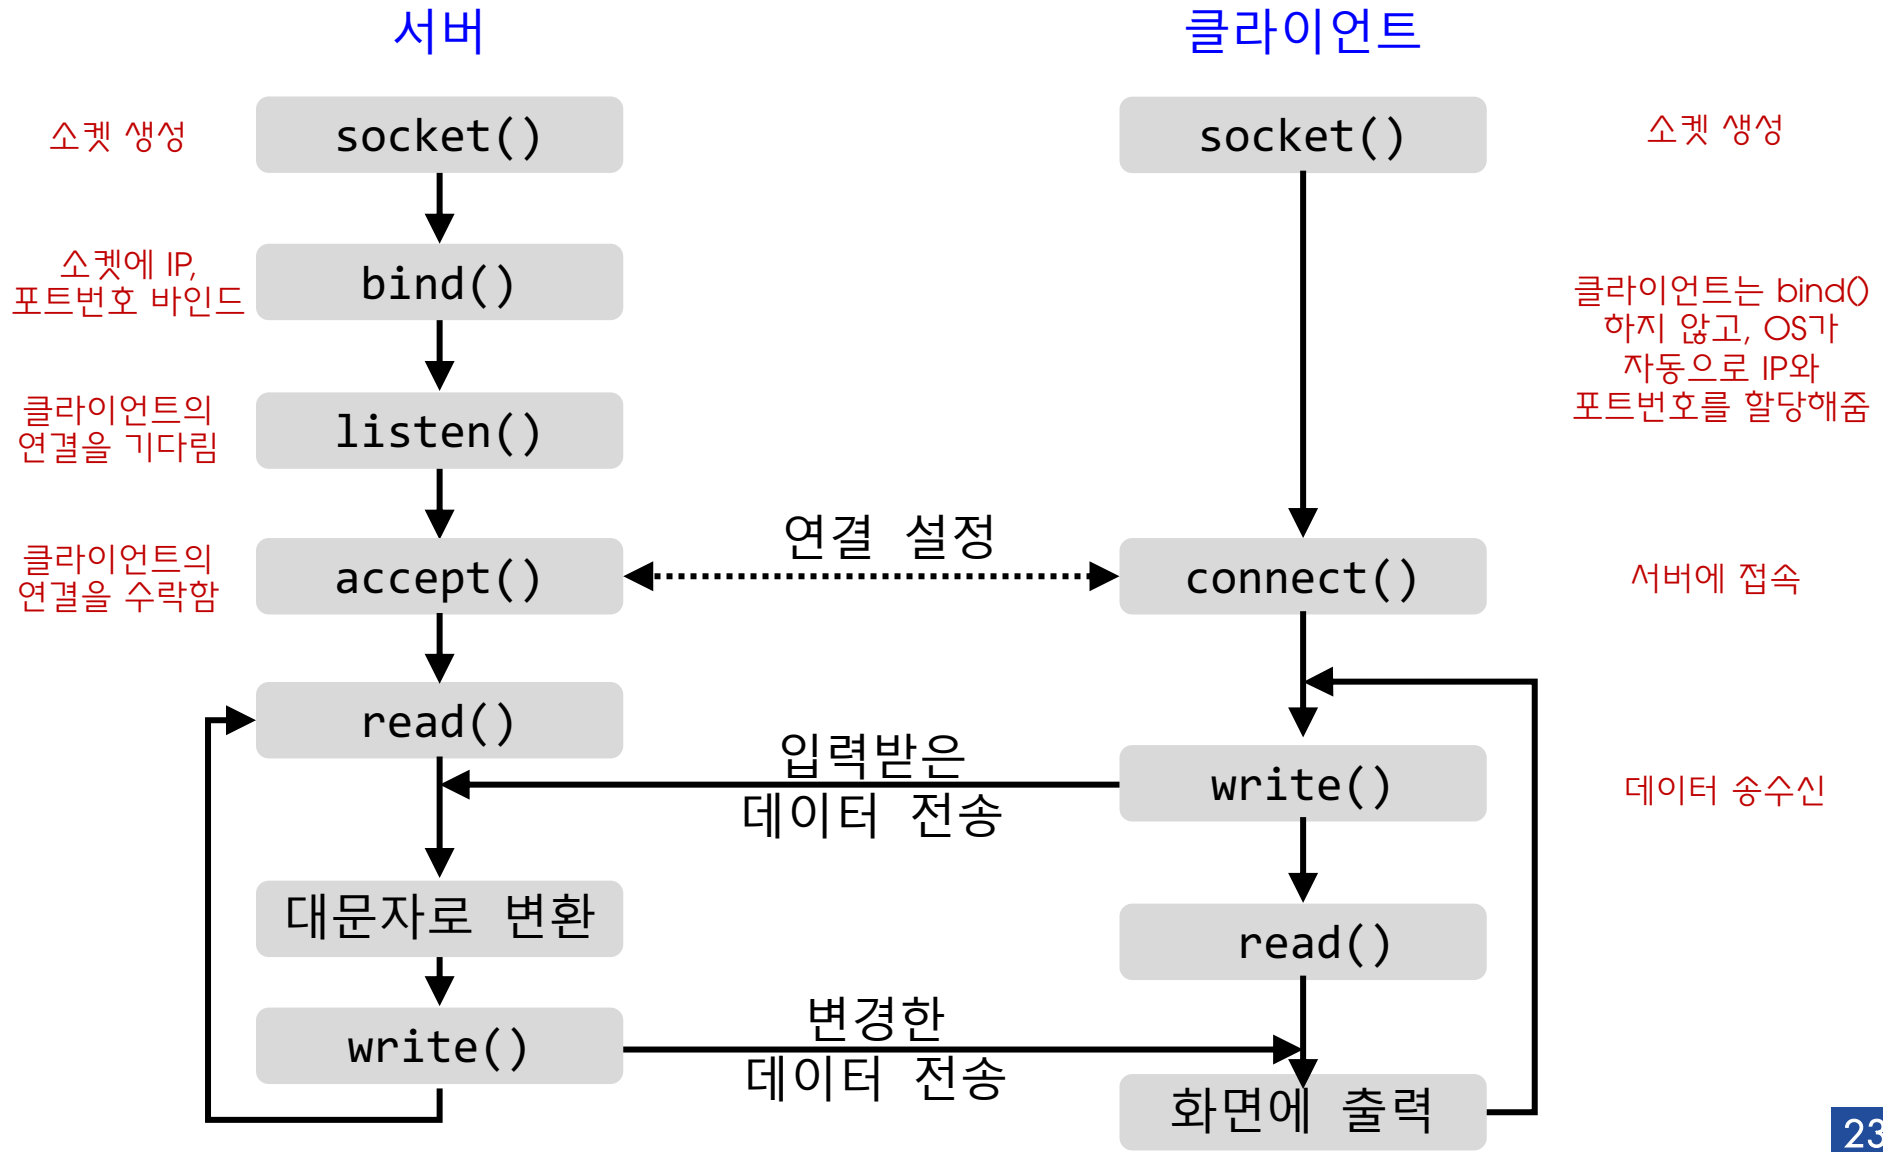 서버
클라이언트
소켓 생성
socket()
socket()
소켓 생성
소켓에 IP,
포트번호 바인드
bind()
클라이언트는 bind()
하지 않고, OS가
자동으로 IP와
포트번호를 할당해줌
클라이언트의
연결을 기다림
listen()
클라이언트의
연결을 수락함
accept()
연결 설정
connect()
서버에 접속
read()
입력받은
데이터 전송
write()
데이터 송수신
대문자로 변환
read()
write()
변경한
데이터 전송
화면에 출력
23